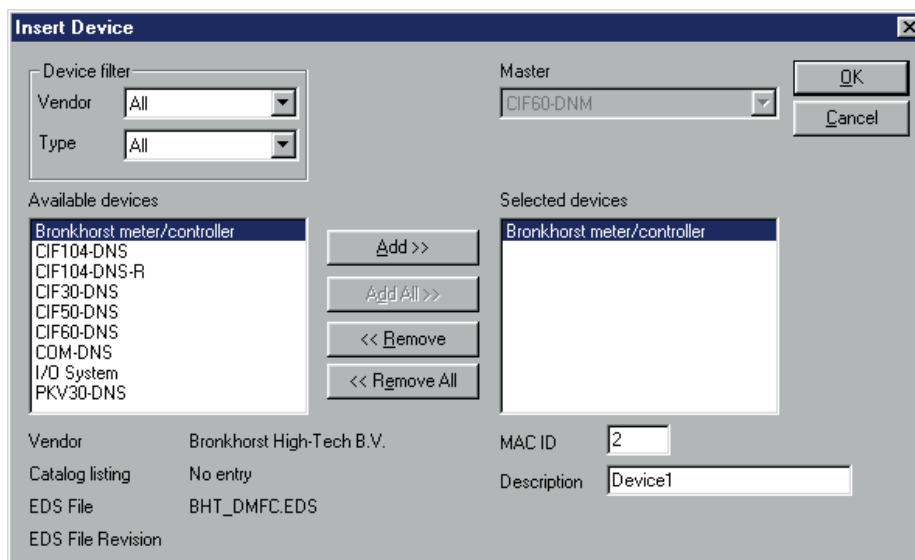 Insert Device
Device filter
Vendor All
Type All
Master
CIF60-DNM
OK
Cancel
Available devices
Bronkhorst meter/controller
CIF104-DNS
CIF104-DNS-R
CIF30-DNS
CIF50-DNS
CIF60-DNS
COM-DNS
I/O System
PKV30-DNS
Add >>
Add All >>
<< Remove
<< Remove All
Selected devices
Bronkhorst meter/controller
Vendor Bronkhorst High-Tech B.V.
Catalog listing No entry
EDS File BHT_DMFC.EDS
EDS File Revision
MAC ID 2
Description Device1